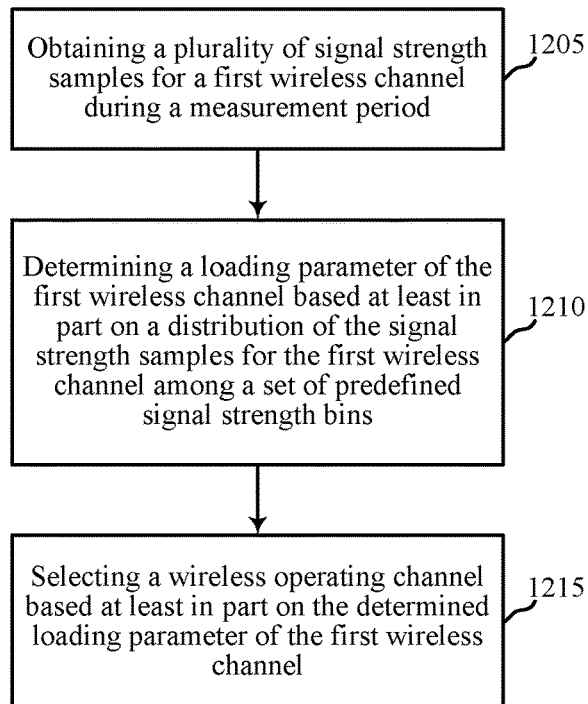 Obtaining a plurality of signal strength
samples for a first wireless channel
during a measurement period
1205
Determining a loading parameter of the
first wireless channel based at least in
part on a distribution of the signal
strength samples for the first wireless
channel among a set of predefined
signal strength bins
1210
Selecting a wireless operating channel
based at least in part on the determined
loading parameter of the first wireless
channel
1215